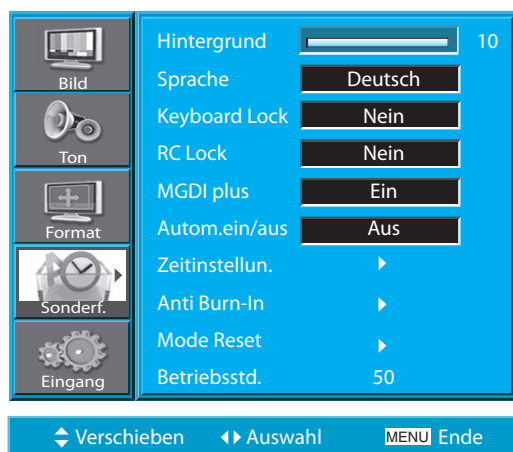 Bild
Ton
Format
Sonderf.
Eingang
Hintergrund 10
Sprache Deutsch
Keyboard Lock Nein
RC Lock Nein
MGDI plus Ein
Autom.ein/aus Aus
Zeitinstellun.
Anti Burn-In
Mode Reset
Betriebsstd. 50
Verschieben Auswahl MENU Ende